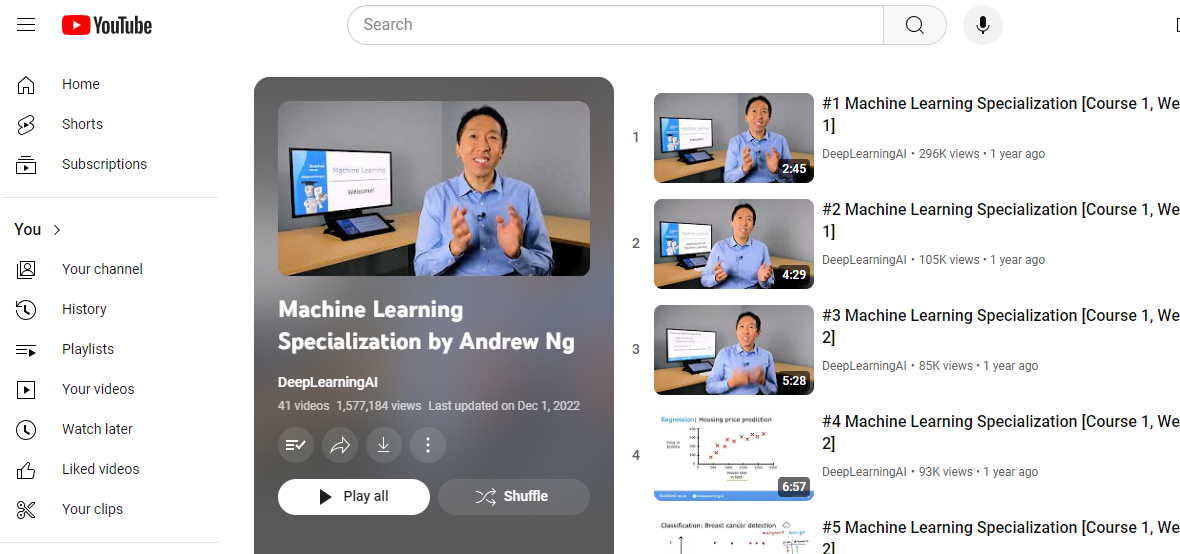 YouTube
Search
Home
Shorts
Subscriptions
You
Your channel
History
Playlists
Your videos
Watch later
Liked videos
Your clips
Machine Learning
Welcome!
Machine Learning
Specialization by Andrew Ng
DeepLearningAI
41 videos 1,577,184 views Last updated on Dec 1, 2022
Play all
Shuffle
1
2:45
#1 Machine Learning Specialization [Course 1, We
1]
DeepLearningAI • 296K views • 1 year ago
2
4:29
#2 Machine Learning Specialization [Course 1, We
1]
DeepLearningAI • 105K views • 1 year ago
3
5:28
#3 Machine Learning Specialization [Course 1, We
2]
DeepLearningAI • 85K views • 1 year ago
4
Regression: Housing price prediction
House size
in feet
6:57
#4 Machine Learning Specialization [Course 1, We
2]
DeepLearningAI • 93K views • 1 year ago
Classification: Breast cancer detection
malignant benign
#5 Machine Learning Specialization [Course 1, We
2]